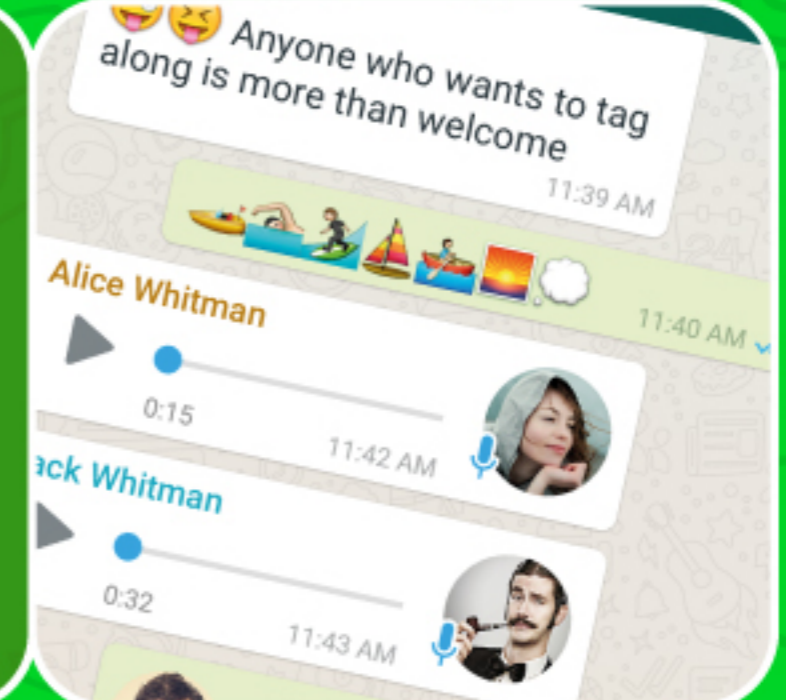 😜😝 Anyone who wants to tag
along is more than welcome
11:39 AM
11:40 AM
Alice Whitman
0:15
11:42 AM
ack Whitman
0:32
11:43 AM